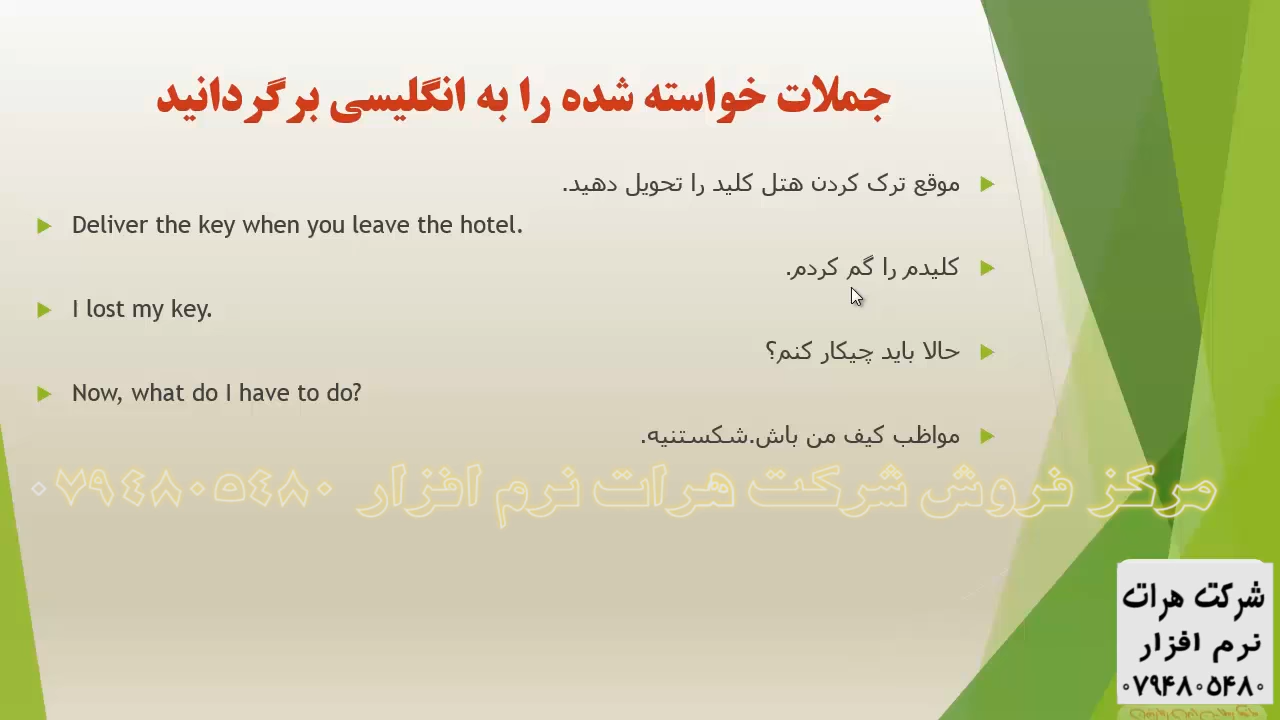 جملات خواسته شده را به انگلیسی برگردانید
موقع ترک کردن هتل کلید را تحویل دهید.
Deliver the key when you leave the hotel.
کلیدم را گم کردم.
I lost my key.
حالا باید چیکار کنم؟
Now, what do I have to do?
مواظب کیف من باش.شکستنیه.
مرکز فروش شرکت هرات نرم افزار ۰۷۹۴۸۰۵۴۸۰
شرکت هرات
نرم افزار
۰۷۹۴۸۰۵۴۸۰